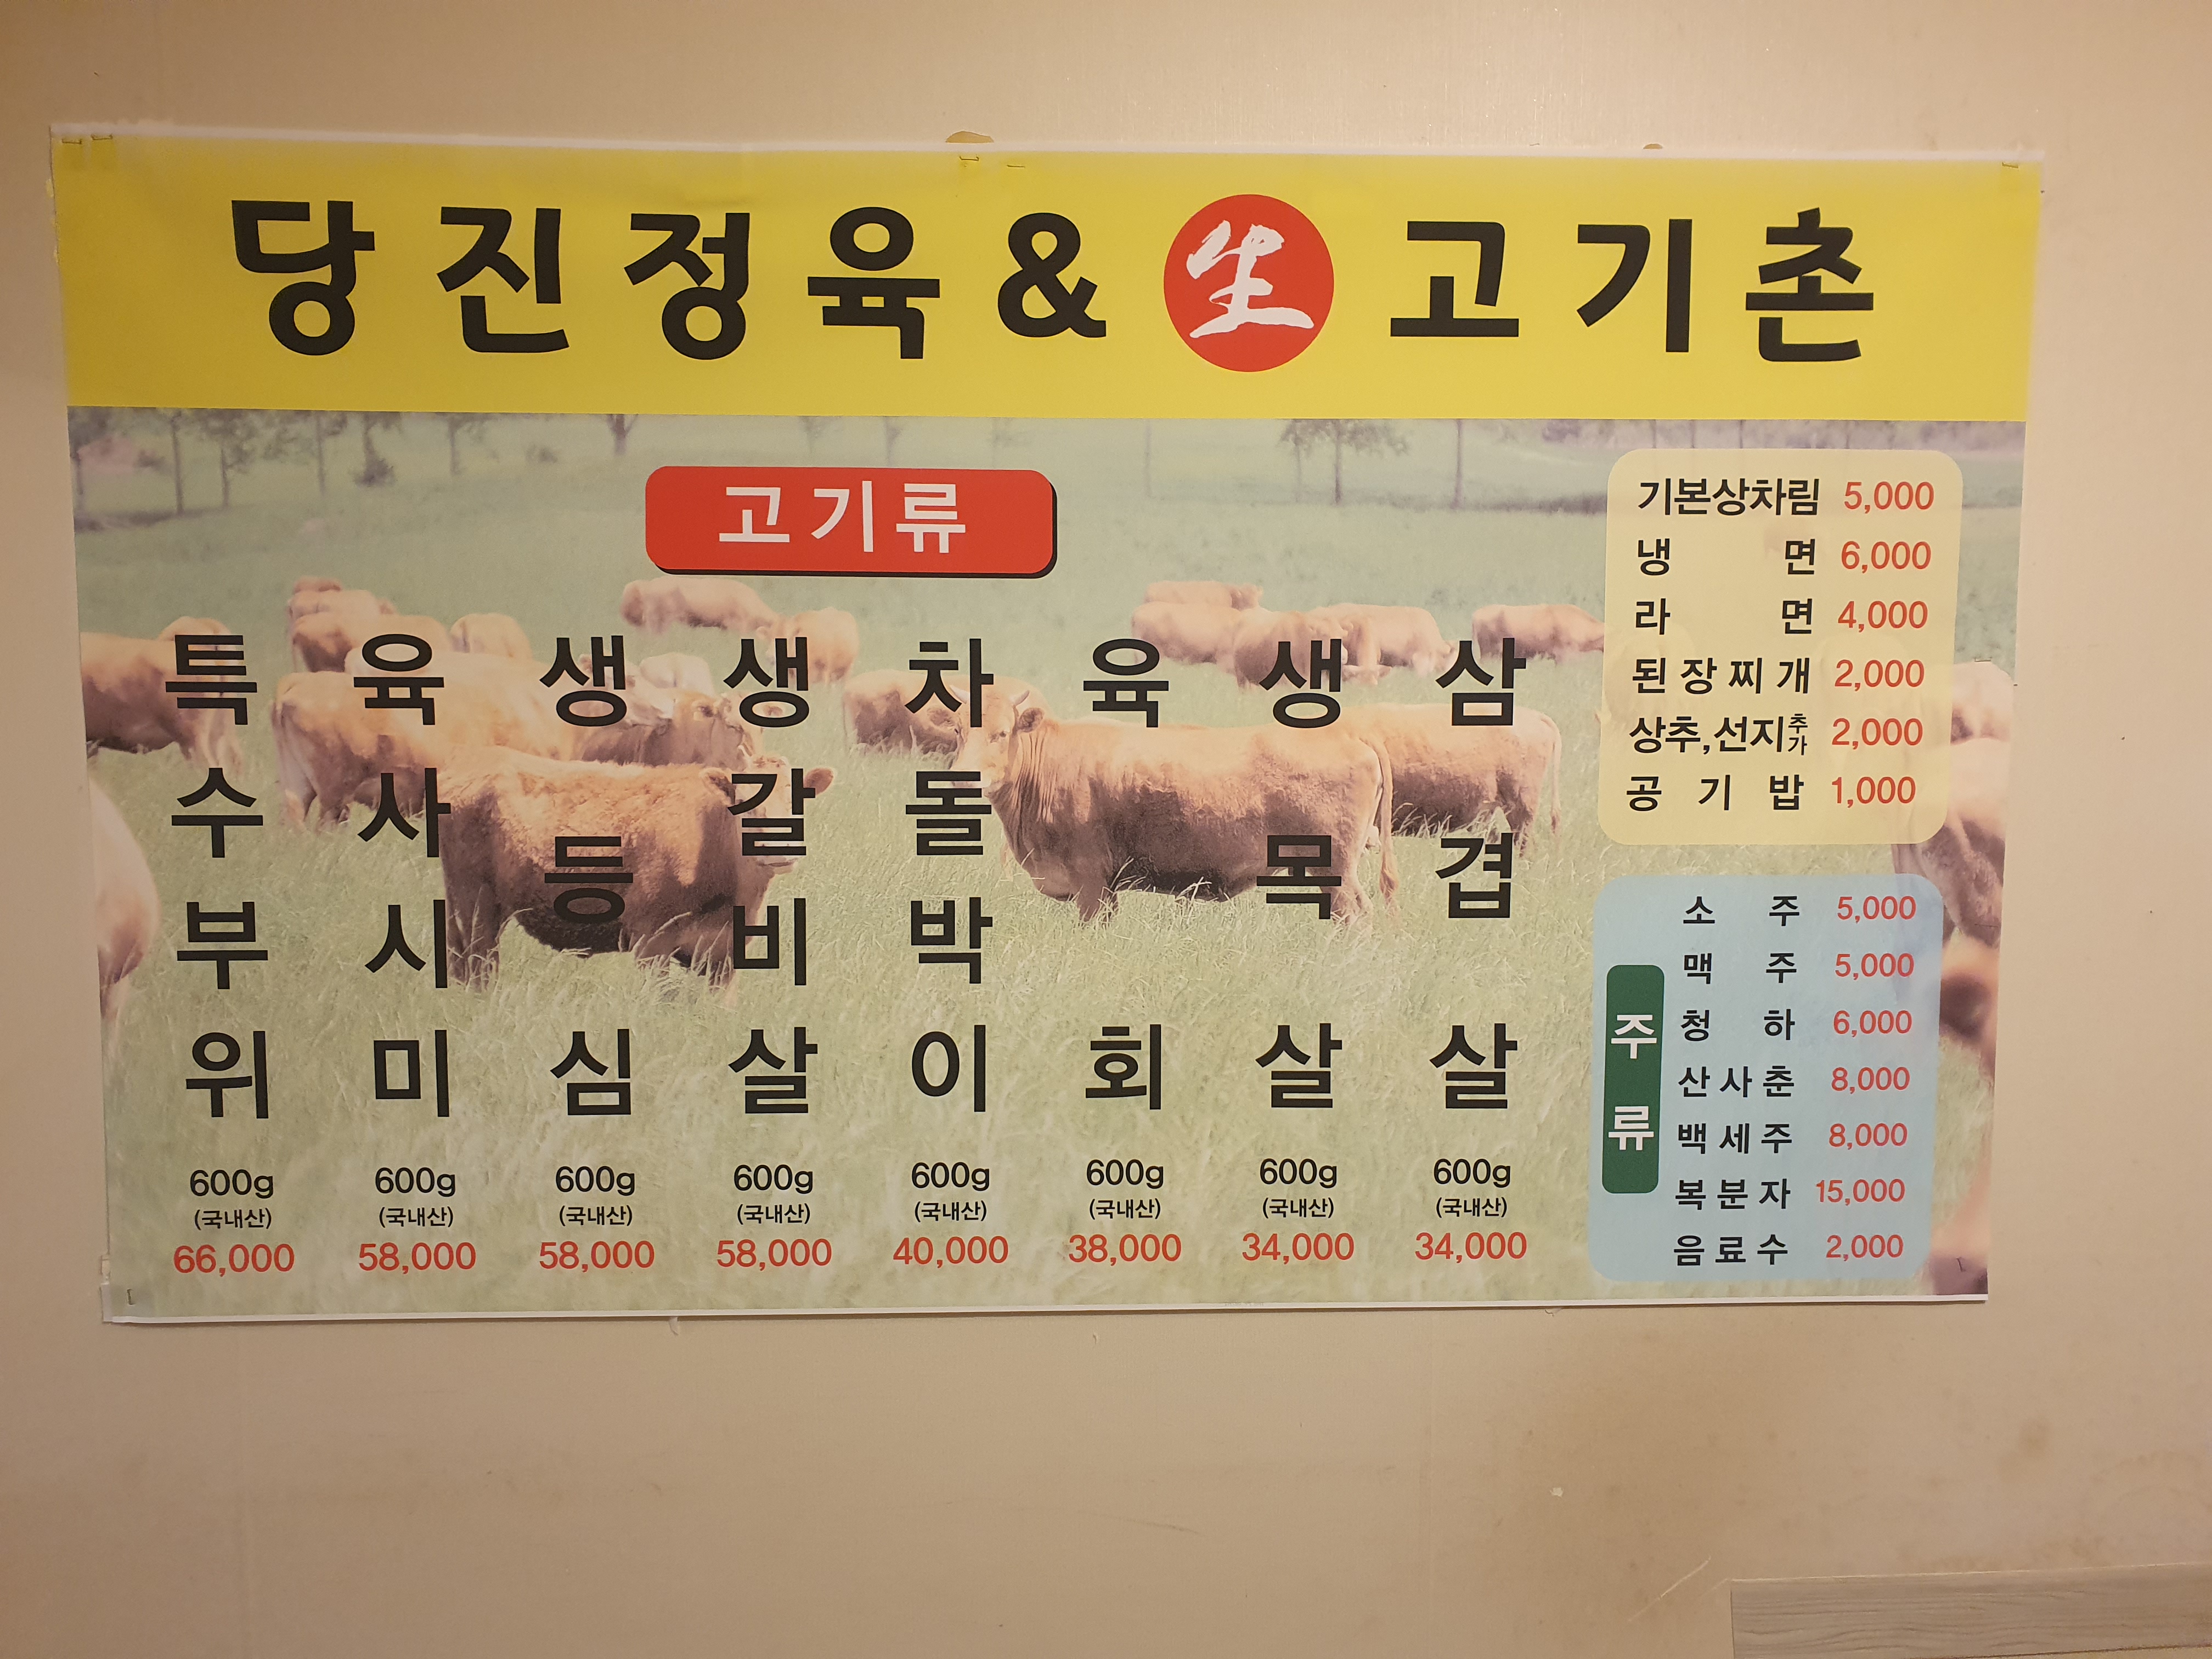 당진정육&生고기촌
고기류
특수부위 600g (국내산) 66,000
육사시미 600g (국내산) 58,000
생등심 600g (국내산) 58,000
생갈비살 600g (국내산) 58,000
차돌박이 600g (국내산) 40,000
육회 600g (국내산) 38,000
생목살 600g (국내산) 34,000
삼겹살 600g (국내산) 34,000
기본상차림 5,000
냉면 6,000
라면 4,000
된장찌개 2,000
상추,선지추가 2,000
공기밥 1,000
주류
소주 5,000
맥주 5,000
청하 6,000
산사춘 8,000
백세주 8,000
복분자 15,000
음료수 2,000